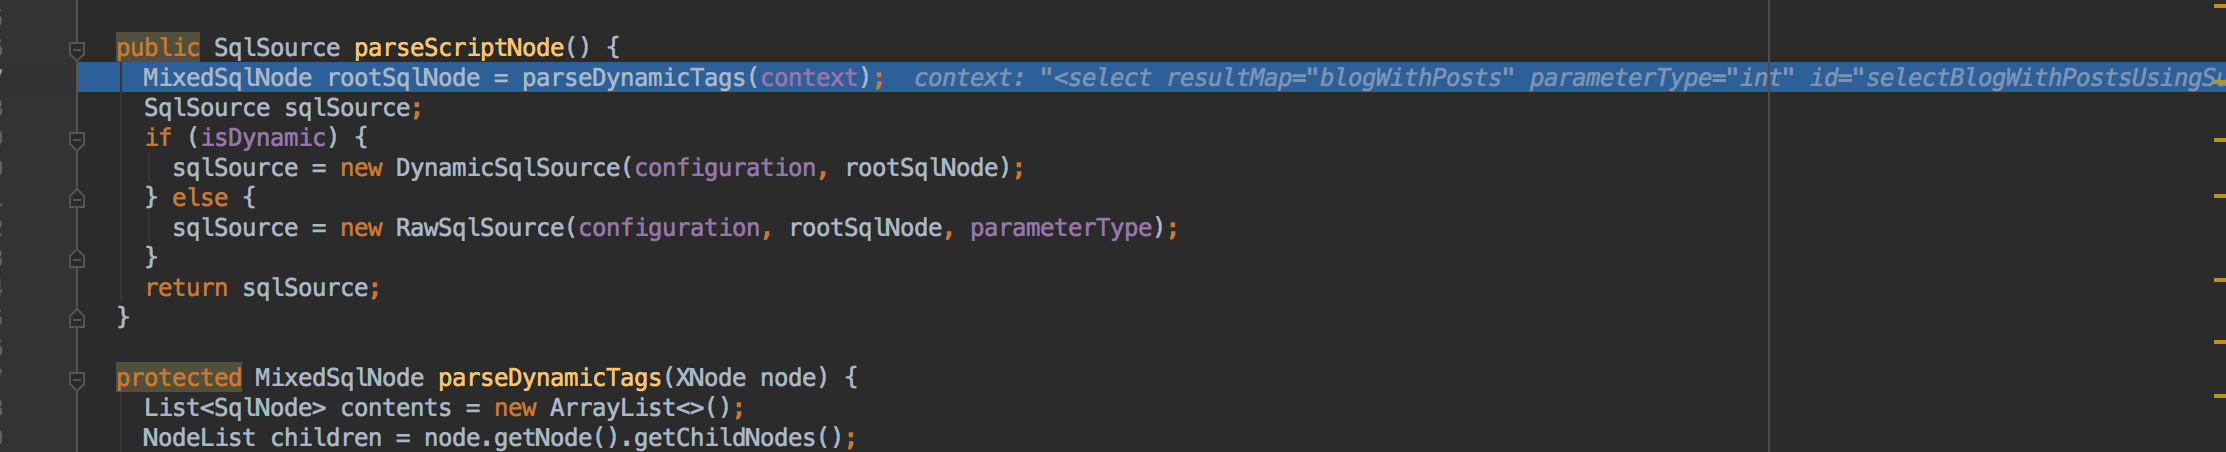 public SqlSource parseScriptNode() {
MixedSqlNode rootSqlNode = parseDynamicTags(context); context: "<select resultMap="blogWithPosts" parameterType="int" id="selectBlogWithPostsUsingSu
SqlSource sqlSource;
if (isDynamic) {
sqlSource = new DynamicSqlSource(configuration, rootSqlNode);
} else {
sqlSource = new RawSqlSource(configuration, rootSqlNode, parameterType);
}
return sqlSource;
}
protected MixedSqlNode parseDynamicTags(XNode node) {
List<SqlNode> contents = new ArrayList<>();
NodeList children = node.getNode().getChildNodes();